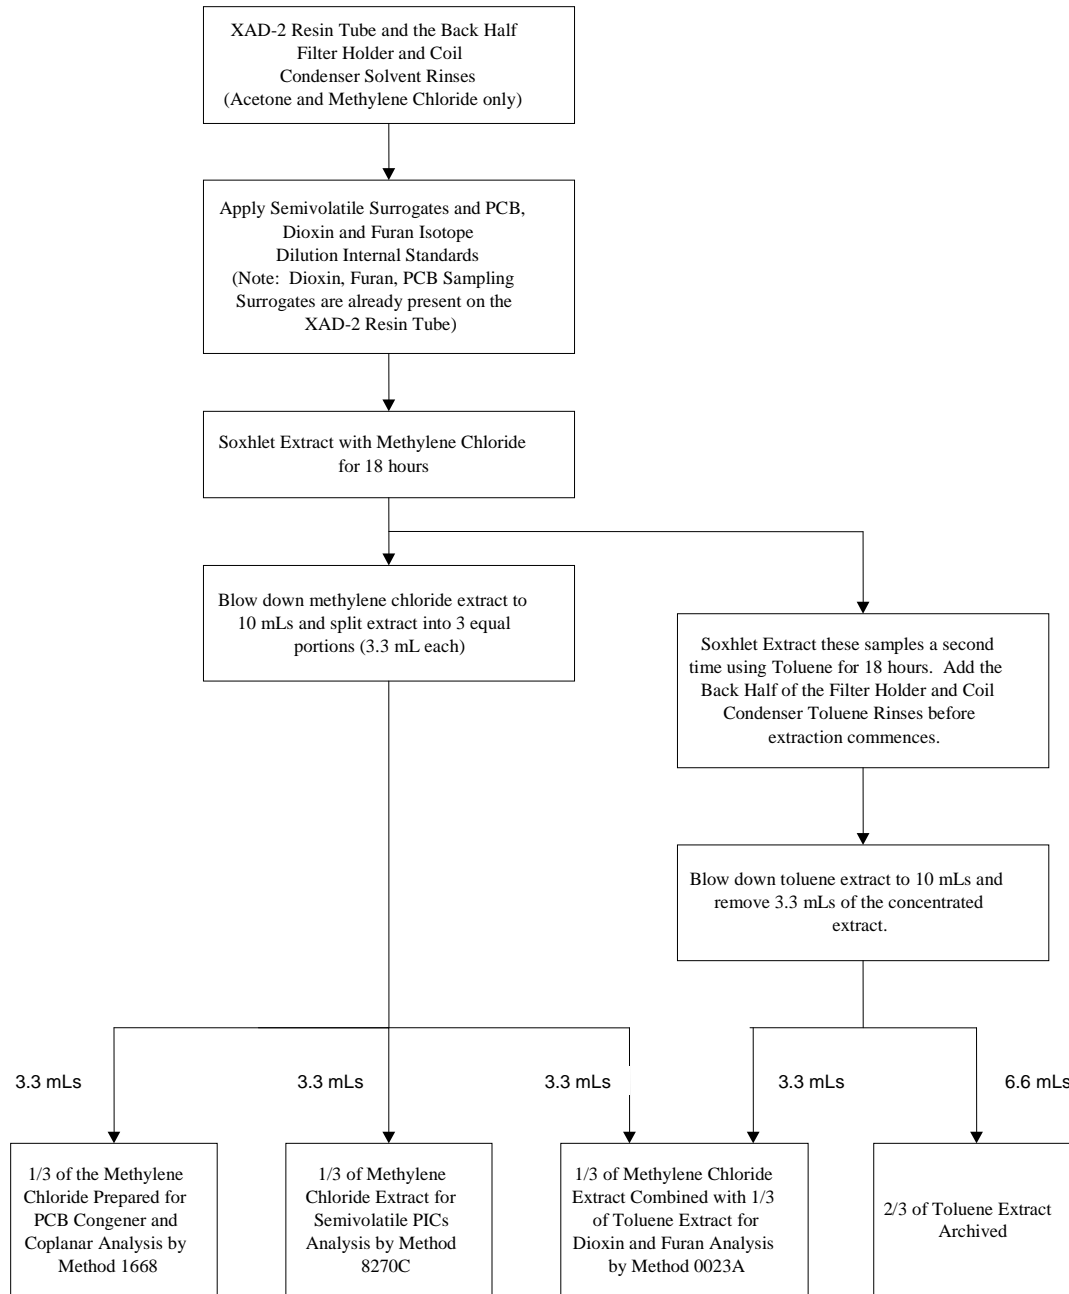 XAD-2 Resin Tube and the Back Half
Filter Holder and Coil
Condenser Solvent Rinses
(Acetone and Methylene Chloride only)
Apply Semivolatile Surrogates and PCB,
Dioxin and Furan Isotope
Dilution Internal Standards
(Note: Dioxin, Furan, PCB Sampling
Surrogates are already present on the
XAD-2 Resin Tube)
Soxhlet Extract with Methylene Chloride
for 18 hours
Blow down methylene chloride extract to
10 mLs and split extract into 3 equal
portions (3.3 mL each)
Soxhlet Extract these samples a second
time using Toluene for 18 hours. Add the
Back Half of the Filter Holder and Coil
Condenser Toluene Rinses before
extraction commences.
Blow down toluene extract to 10 mLs and
remove 3.3 mLs of the concentrated
extract.
3.3 mLs
3.3 mLs
3.3 mLs
3.3 mLs
6.6 mLs
1/3 of the Methylene
Chloride Prepared for
PCB Congener and
Coplanar Analysis by
Method 1668
1/3 of Methylene
Chloride Extract for
Semivolatile PICs
Analysis by Method
8270C
1/3 of Methylene Chloride
Extract Combined with 1/3
of Toluene Extract for
Dioxin and Furan Analysis
by Method 0023A
2/3 of Toluene Extract
Archived